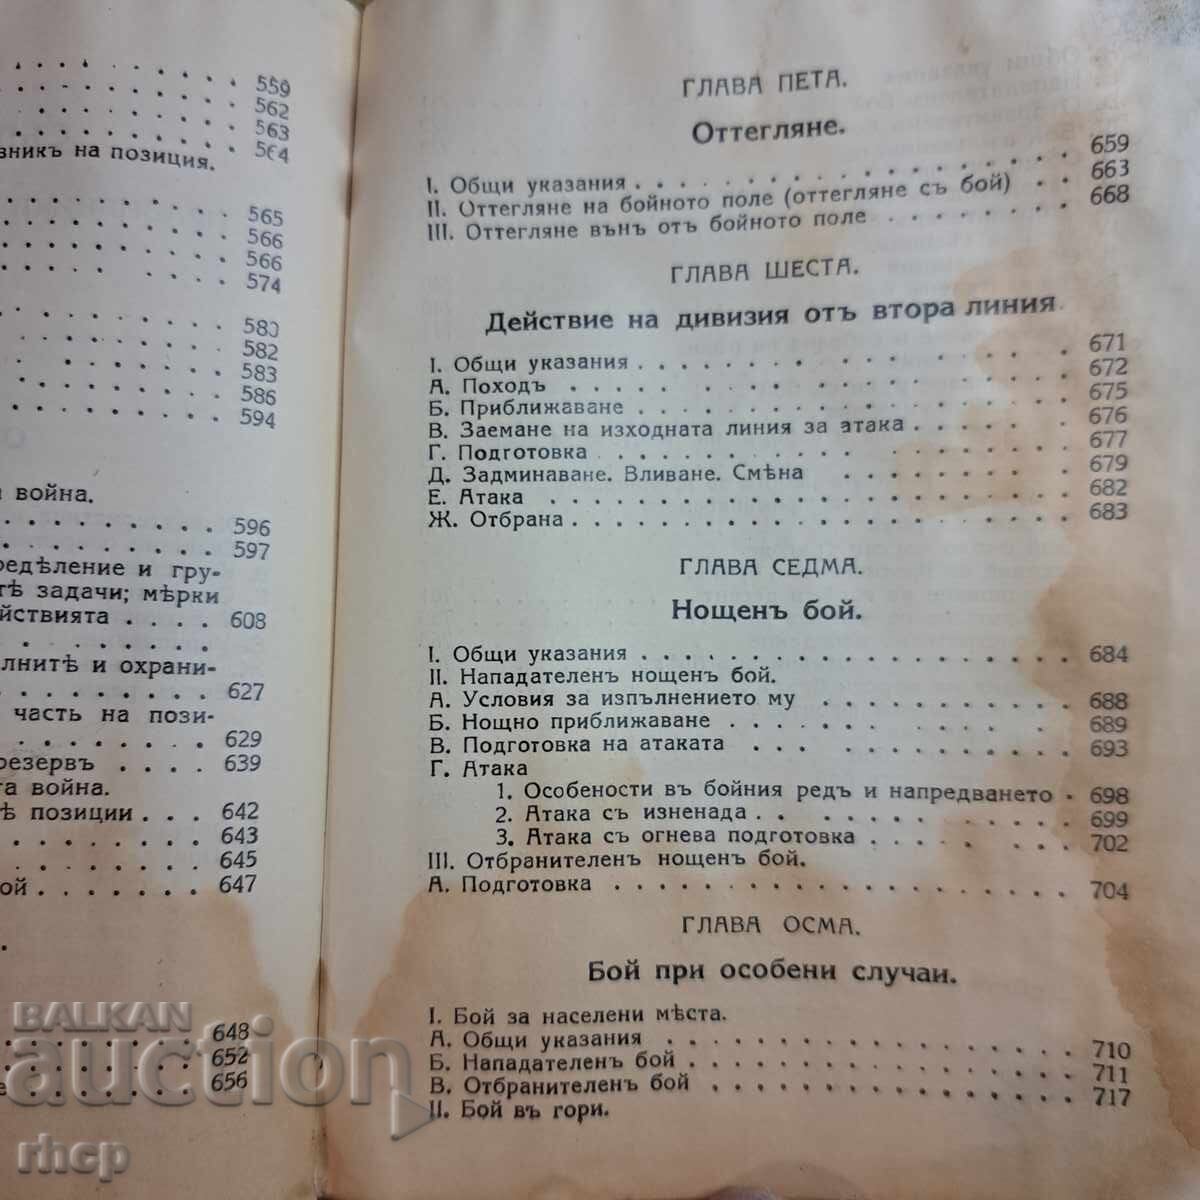 559
562
563
564
вникъ на позиция.
565
566
566
574
580
582
583
586
594
а война.
596
597
редѣление и гру-
тѣ задачи; мѣрки
йствията . . . . 608
лнитѣ и охрани-
627
часть на пози-
629
резервъ . . . . 639
та война.
ѣ позиции . . . 642
643
645
ой . . . . . . . 647
648
652
е 656
ГЛАВА ПЕТА.
Оттегляне.
I. Общи указания . . . . . . . . . . 659
II. Оттегляне на бойното поле (оттегляне съ бой) . . 663
III. Оттегляне вънъ отъ бойното поле . . . . . . 668
ГЛАВА ШЕСТА.
Действие на дивизия отъ втора линия.
I. Общи указания . . . . . . . . . . 671
А. Походъ . . . . . . . . . . 672
Б. Приближаване . . . . . . . . . . 675
В. Заемане на изходната линия за атака . . . . . 676
Г. Подготовка . . . . . . . . . . 677
Д. Задминаване. Вливане. Смѣна . . . . . . 679
Е. Атака . . . . . . . . . . 682
Ж. Отбрана . . . . . . . . . . 683
ГЛАВА СЕДМА.
Нощенъ бой.
I. Общи указания . . . . . . . . . . 684
II. Нападателенъ нощенъ бой.
А. Условия за изпълнението му . . . . . . . 688
Б. Нощно приближаване . . . . . . . . 689
В. Подготовка на атаката . . . . . . . . 693
Г. Атака
1. Особености въ бойния редъ и напредването . 698
2. Атака съ изненада . . . . . . . . 699
3. Атака съ огнева подготовка . . . . . . 702
III. Отбранителенъ нощенъ бой.
А. Подготовка . . . . . . . . . . 704
ГЛАВА ОСМА.
Бой при особени случаи.
I. Бой за населени мѣста.
А. Общи указания . . . . . . . . . . 710
Б. Нападателенъ бой . . . . . . . . . 711
В. Отбранителенъ бой . . . . . . . . . 717
II. Бой въ гори.
BALKAN
auction
rhcp